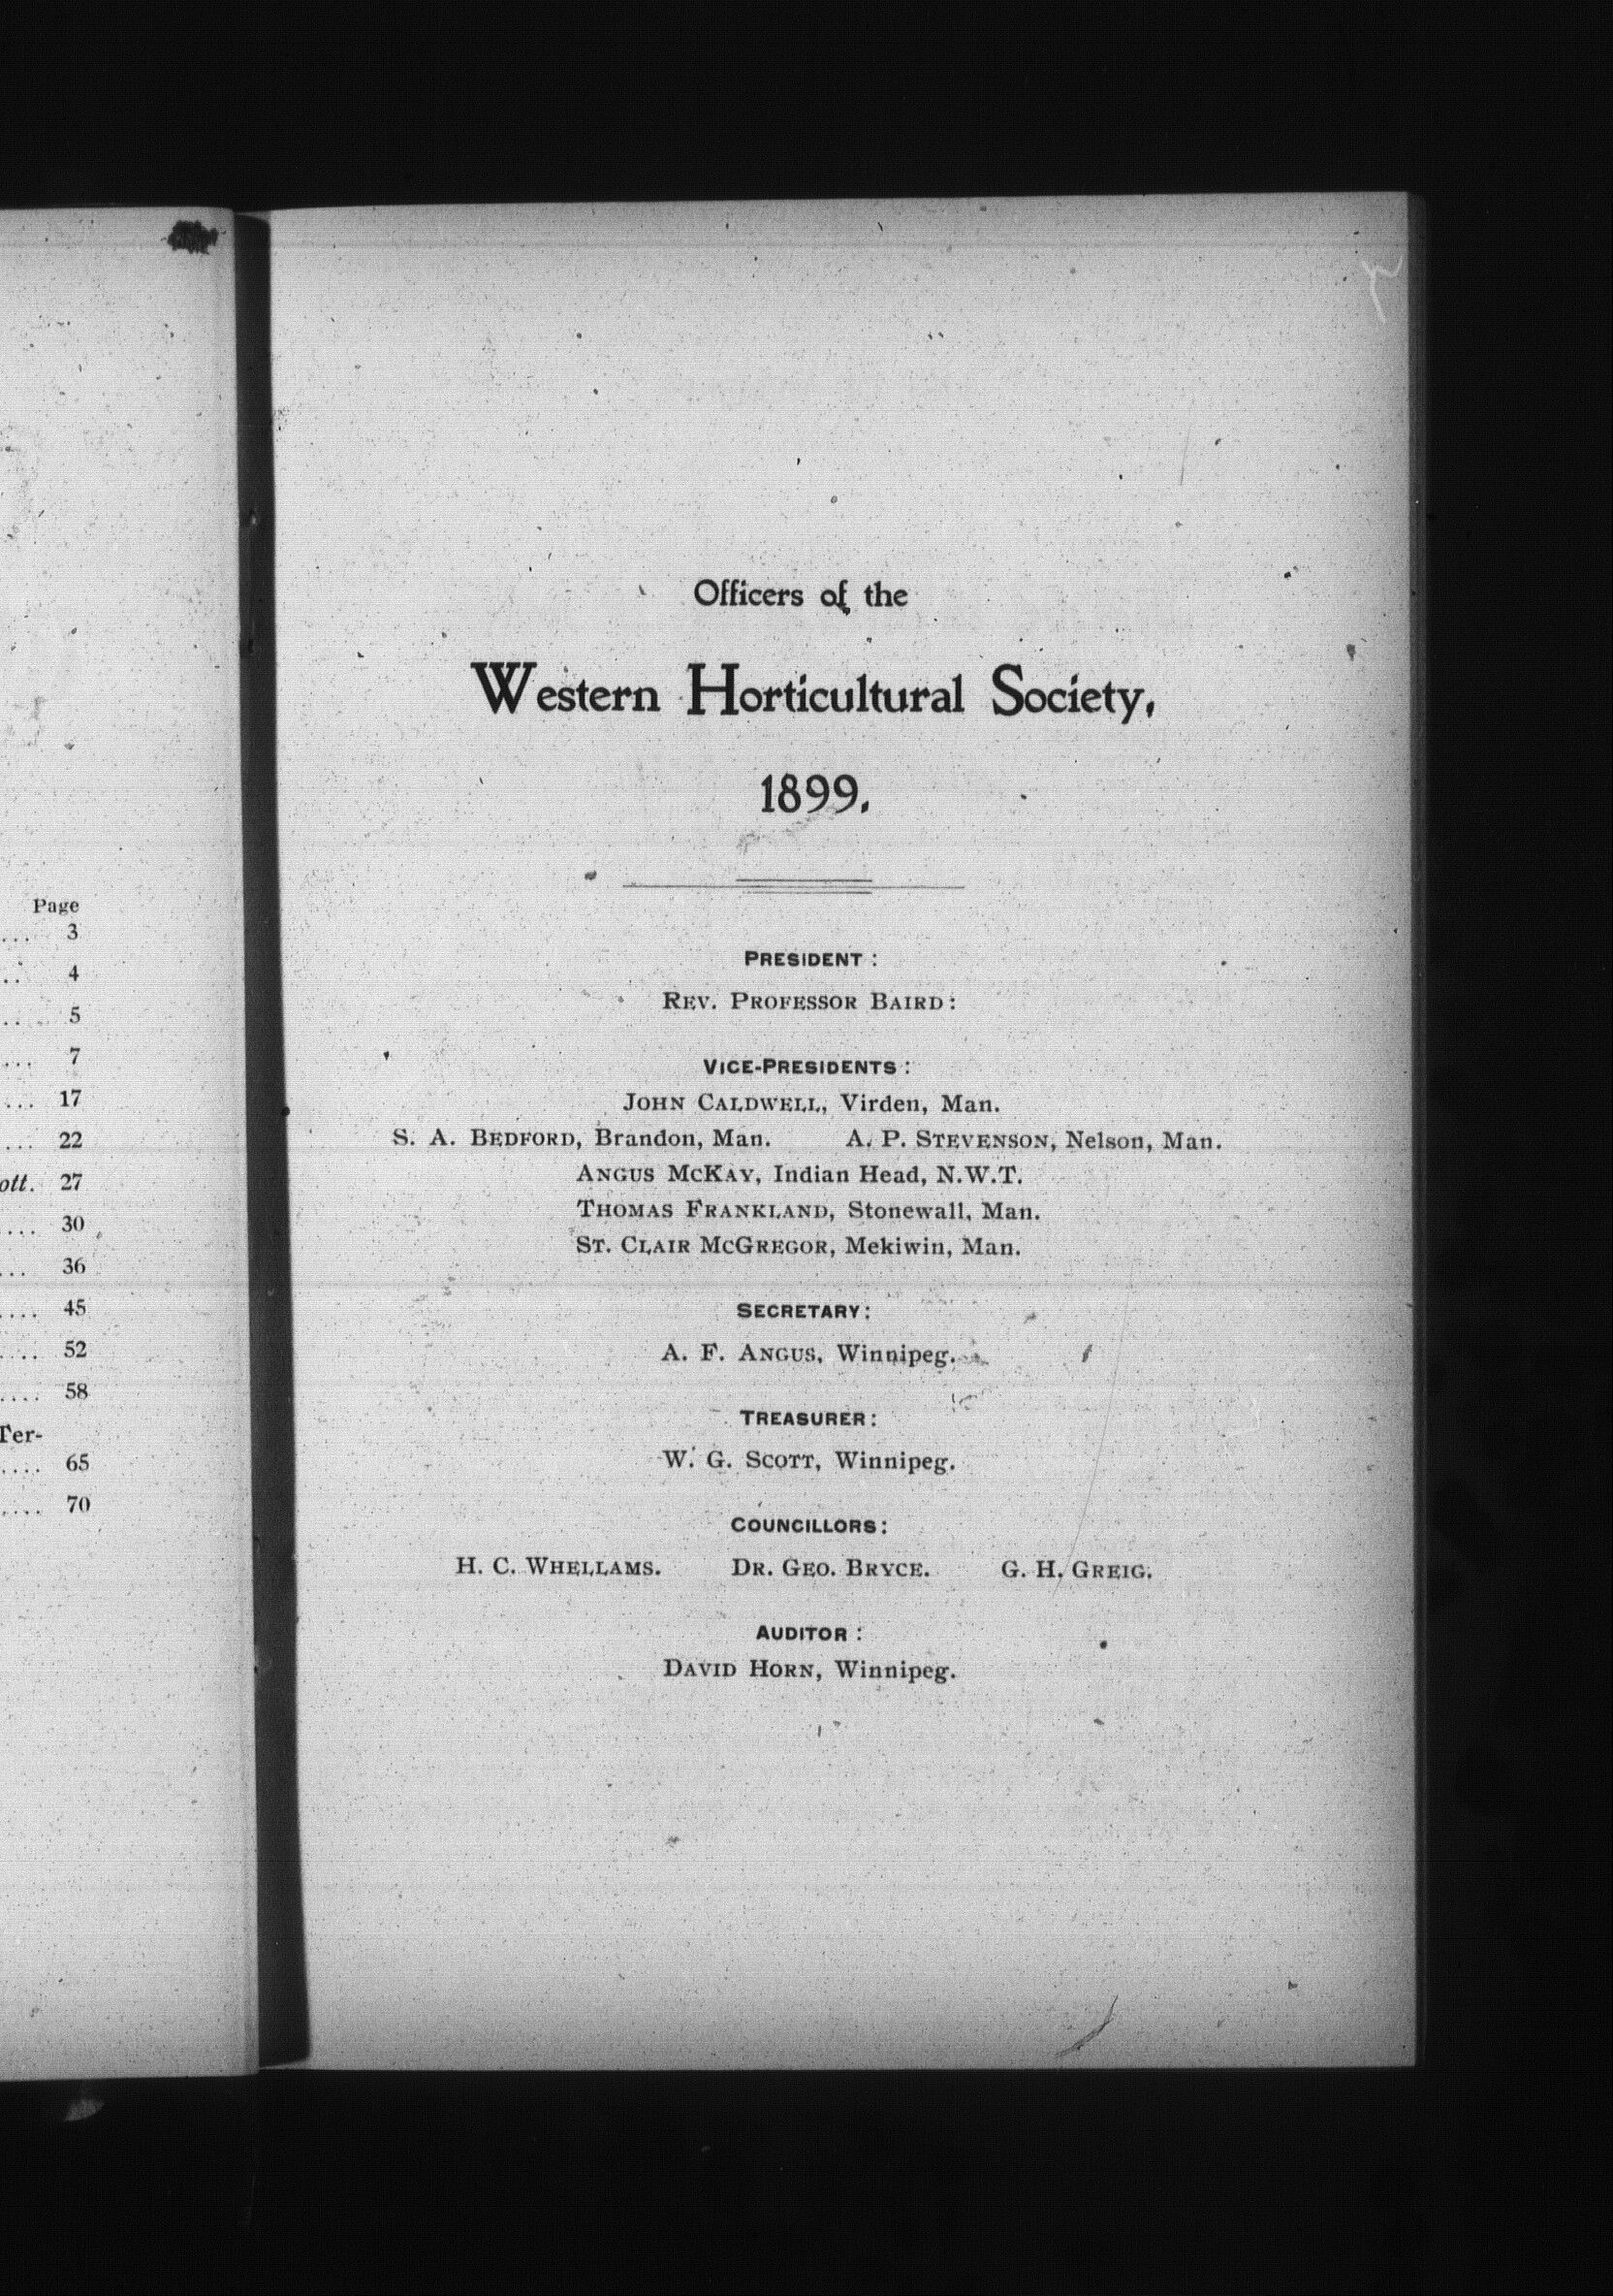 Page
... 3
.. 4
.. . 5
... 7
... 17
... 22
ott. 27
.... 30
... 36
.... 45
.... 52
.... 58
Ter-
.... 65
.... 70
Officers of the
Western Horticultural Society,
1899.
PRESIDENT :
REV. PROFESSOR BAIRD :
VICE-PRESIDENTS :
JOHN CALDWELL, Virden, Man.
S. A. BEDFORD, Brandon, Man. A. P. STEVENSON, Nelson, Man.
ANGUS MCKAY, Indian Head, N.W.T.
THOMAS FRANKLAND, Stonewall, Man.
ST. CLAIR MCGREGOR, Mekiwin, Man.
SECRETARY:
A. F. ANGUS, Winnipeg.
TREASURER:
W. G. SCOTT, Winnipeg.
COUNCILLORS:
H. C. WHELLAMS. DR. GEO. BRYCE. G. H. GREIG.
AUDITOR :
DAVID HORN, Winnipeg.